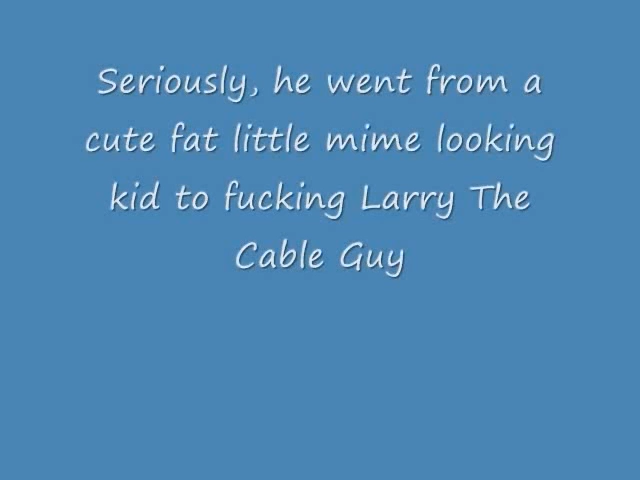 Seriously, he went from a
cute fat little mime looking
kid to fucking Larry The
Cable Guy